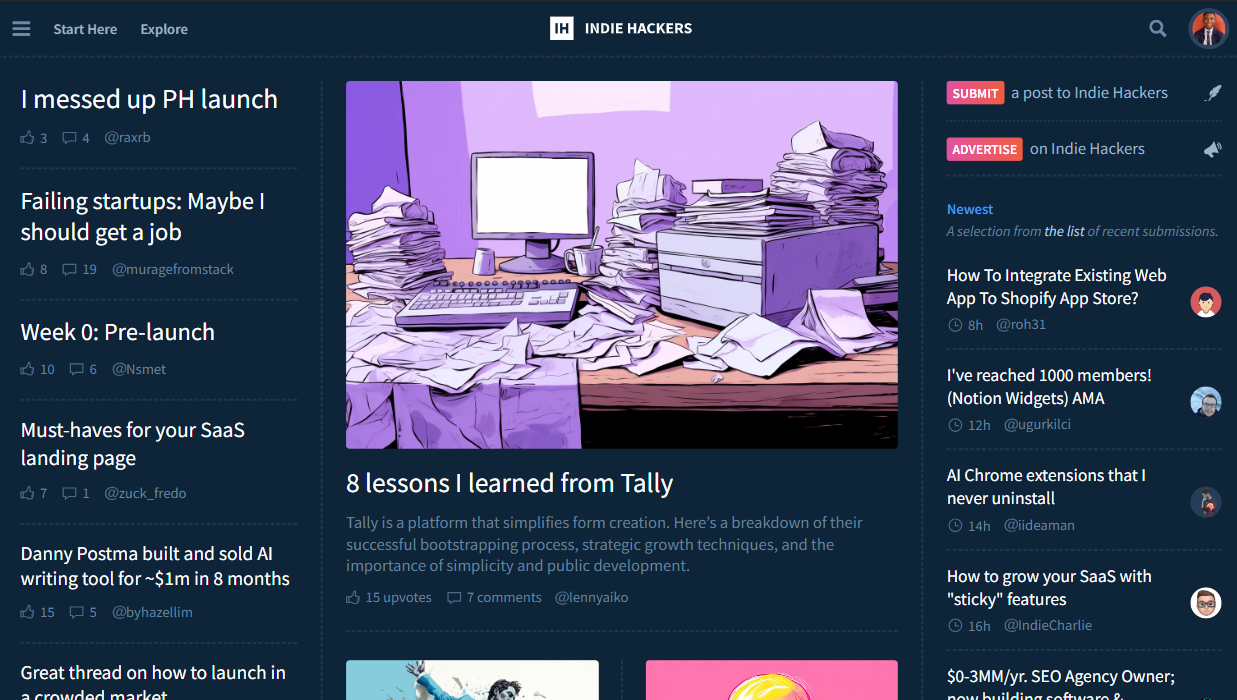 Start Here
Explore
IH
INDIE HACKERS
I messed up PH launch
3
4
@raxrb
Failing startups: Maybe I
should get a job
8
19
@muragefromstack
Week 0: Pre-launch
10
6
@Nsmet
Must-haves for your SaaS
landing page
7
1
@zuck_fredo
Danny Postma built and sold AI
writing tool for ~$1m in 8 months
15
5
@byhazellim
Great thread on how to launch in
a crowded market
8 lessons I learned from Tally
Tally is a platform that simplifies form creation. Here’s a breakdown of their
successful bootstrapping process, strategic growth techniques, and the
importance of simplicity and public development.
15 upvotes
7 comments
@lennyaiko
SUBMIT a post to Indie Hackers
ADVERTISE on Indie Hackers
Newest
A selection from the list of recent submissions.
How To Integrate Existing Web
App To Shopify App Store?
8h
@roh31
I've reached 1000 members!
(Notion Widgets) AMA
12h
@ugurkilci
AI Chrome extensions that I
never uninstall
14h
@iideaman
How to grow your SaaS with
"sticky" features
16h
@IndieCharlie
$0-3MM/yr. SEO Agency Owner;
now building software &